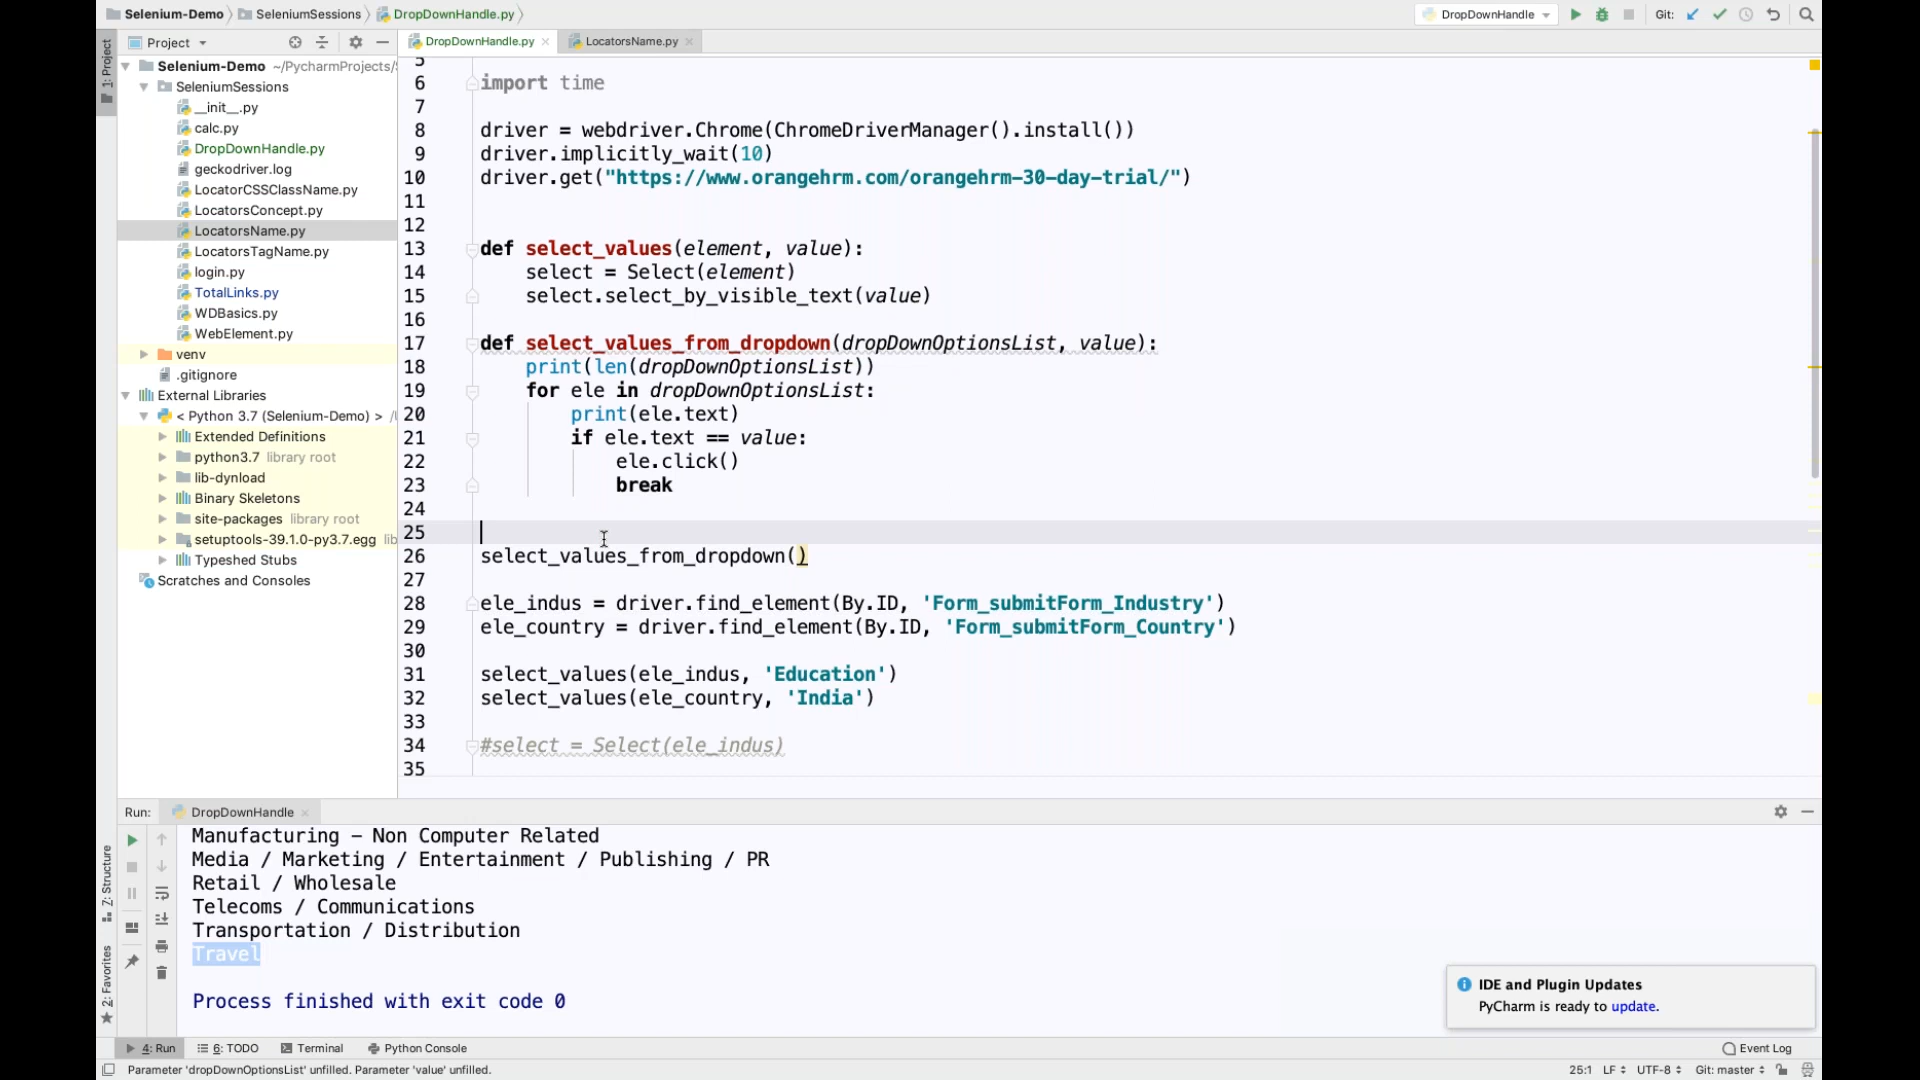 Selenium-Demo SeleniumSessions DropDownHandle.py DropDownHandle Git:
Project DropDownHandle.py LocatorsName.py
1: Project
Selenium-Demo ~/PycharmProjects/
SeleniumSessions
__init__.py
calc.py
DropDownHandle.py
geckodriver.log
LocatorCSSClassName.py
LocatorsConcept.py
LocatorsName.py
LocatorsTagName.py
login.py
TotalLinks.py
WDBasics.py
WebElement.py
venv
.gitignore
External Libraries
< Python 3.7 (Selenium-Demo) >
Extended Definitions
python3.7 library root
lib-dynload
Binary Skeletons
site-packages library root
setuptools-39.1.0-py3.7.egg lib
Typeshed Stubs
Scratches and Consoles
5
6 import time
7
8 driver = webdriver.Chrome(ChromeDriverManager().install())
9 driver.implicitly_wait(10)
10 driver.get("https://www.orangehrm.com/orangehrm-30-day-trial/")
11
12
13 def select_values(element, value):
14 select = Select(element)
15 select.select_by_visible_text(value)
16
17 def select_values_from_dropdown(dropDownOptionsList, value):
18 print(len(dropDownOptionsList))
19 for ele in dropDownOptionsList:
20 print(ele.text)
21 if ele.text == value:
22 ele.click()
23 break
24
25
26 select_values_from_dropdown()
27
28 ele_indus = driver.find_element(By.ID, 'Form_submitForm_Industry')
29 ele_country = driver.find_element(By.ID, 'Form_submitForm_Country')
30
31 select_values(ele_indus, 'Education')
32 select_values(ele_country, 'India')
33
34 #select = Select(ele_indus)
35
Run: DropDownHandle
Manufacturing – Non Computer Related
Media / Marketing / Entertainment / Publishing / PR
Retail / Wholesale
Telecoms / Communications
Transportation / Distribution
Travel
Process finished with exit code 0
Z: Structure
2: Favorites
IDE and Plugin Updates
PyCharm is ready to update.
4: Run 6: TODO Terminal Python Console Event Log
Parameter 'dropDownOptionsList' unfilled. Parameter 'value' unfilled. 25:1 LF UTF-8 Git: master